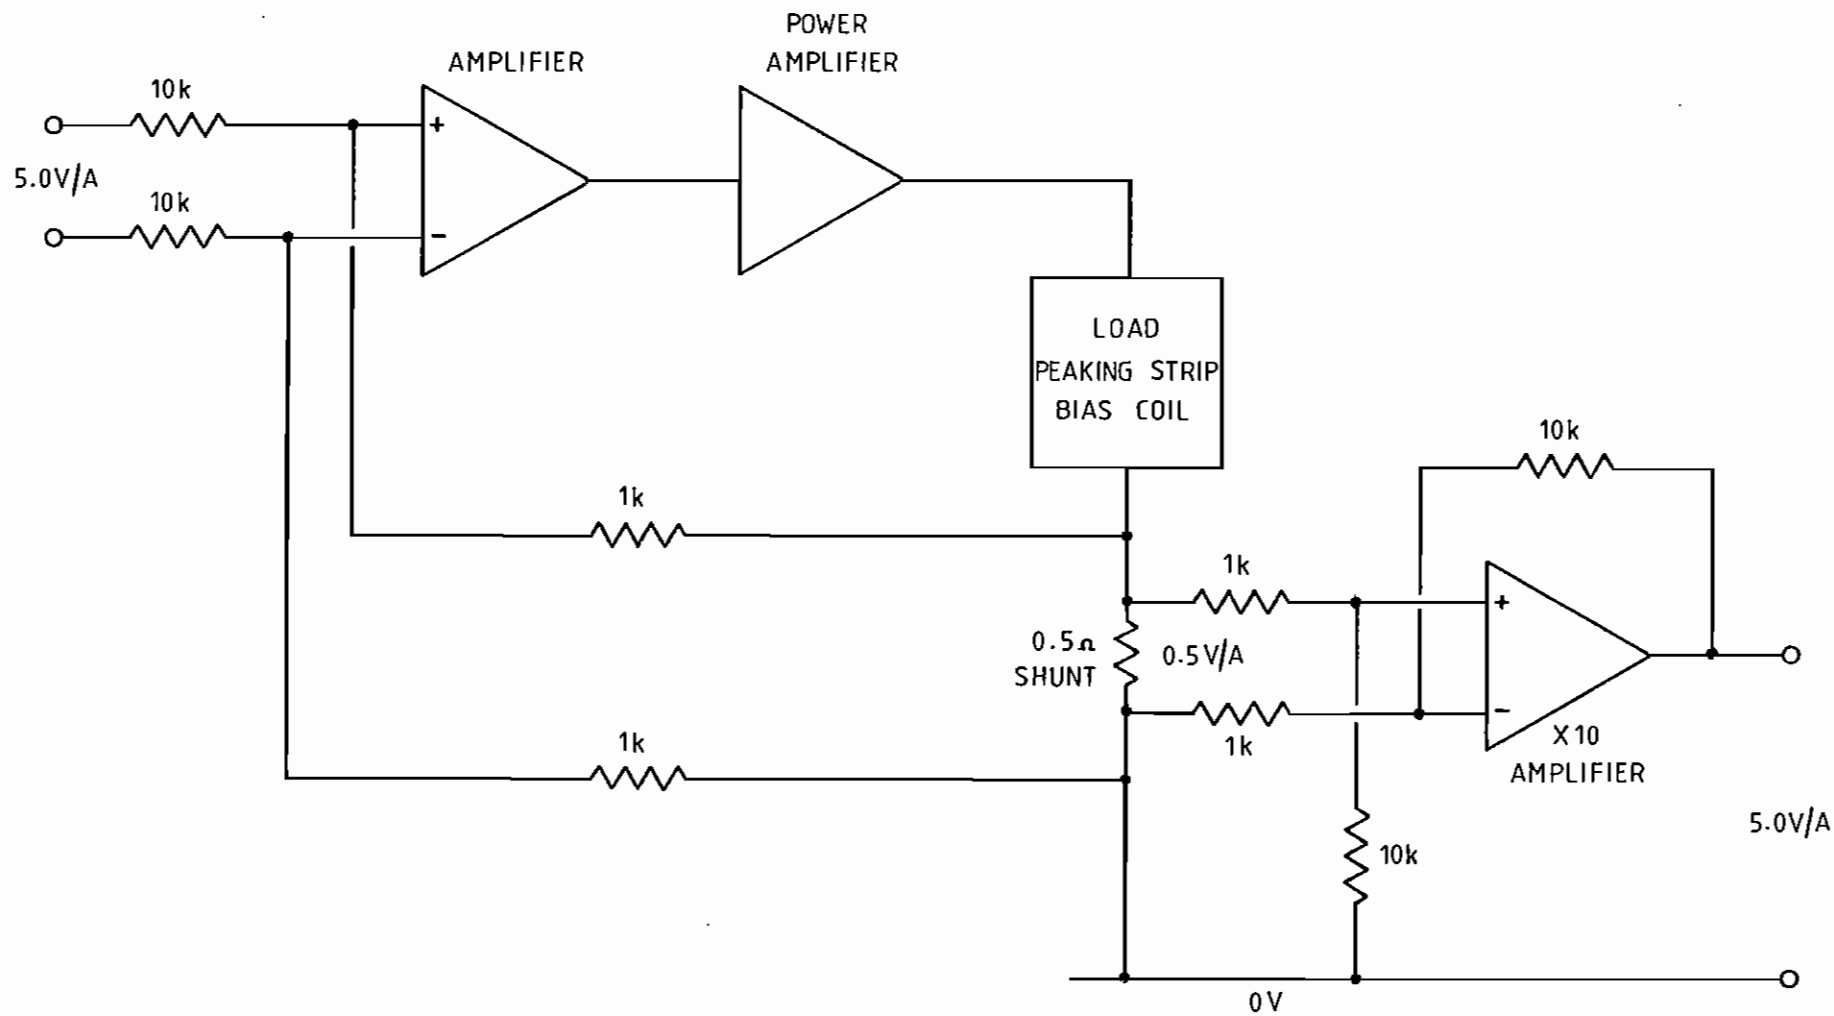 POWER
AMPLIFIER
AMPLIFIER
10k
+
5.0V/A
10k
-
LOAD
PEAKING STRIP
BIAS COIL
10k
1k
1k
+
0.5Ω
SHUNT
0.5V/A
-
1k
X10
AMPLIFIER
1k
5.0V/A
10k
0V